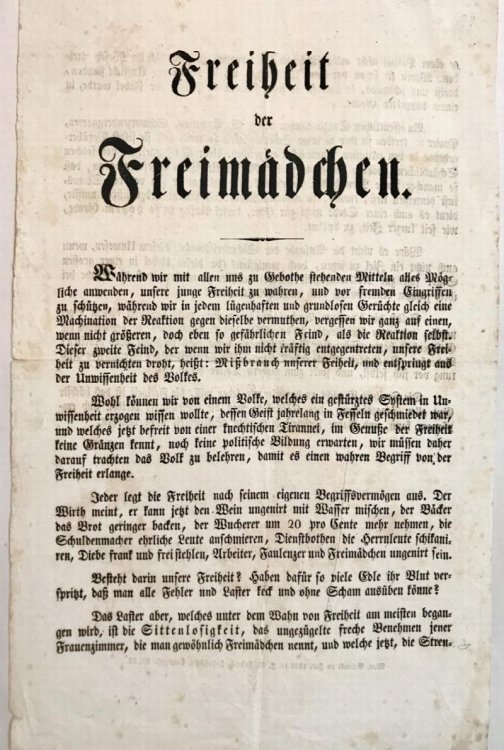 Freiheit
der
Freimädchen.
Während wir mit allen uns zu Gebothe stehenden Mitteln alles Mög-
liche anwenden, unsere junge Freiheit zu wahren, und vor fremden Eingriffen
zu schützen, während wir in jedem lügenhaften und grundlosen Gerüchte gleich eine
Machination der Reaktion gegen dieselbe vermuthen, vergessen wir ganz auf einen,
wenn nicht größeren, doch eben so gefährlichen Feind, als die Reaktion selbst.
Dieser zweite Feind, der wenn wir ihm nicht kräftig entgegentreten, unsere Frei-
heit zu vernichten droht, heißt: Mißbrauch unserer Freiheit, und entspringt aus
der Unwissenheit des Volkes.
Wohl können wir von einem Volke, welches ein gestürztes System in Un-
wissenheit erzogen wissen wollte, dessen Geist jahrelang in Fesseln geschmiedet war,
und welches jetzt befreit von einer knechtischen Tirannei, im Genuße der Freiheit
keine Gränzen kennt, noch keine politische Bildung erwarten, wir müssen daher
darauf trachten das Volk zu belehren, damit es einen wahren Begriff von der
Freiheit erlange.
Jeder legt die Freiheit nach seinem eigenen Begriffsvermögen aus. Der
Wirth meint, er kann jetzt den Wein ungenirt mit Wasser mischen, der Bäcker
das Brot geringer backen, der Wucherer um 20 pro Cente mehr nehmen, die
Schuldenmacher ehrliche Leute anschmieren, Dienstbothen die Herrnleute schikani-
ren, Diebe frank und frei stehlen, Arbeiter, Faulenzer und Freimädchen ungenirt sein.
Besteht darin unsere Freiheit? Haben dafür so viele Edle ihr Blut ver-
spritzt, daß man alle Fehler und Laster keck und ohne Scham ausüben könne?
Das Laster aber, welches unter dem Wahn von Freiheit am meisten began-
gen wird, ist die Sittenlosigkeit, das ungezügelte freche Benehmen jener
Frauenzimmer, die man gewöhnlich Freimädchen nennt, und welche jetzt, die Stren-